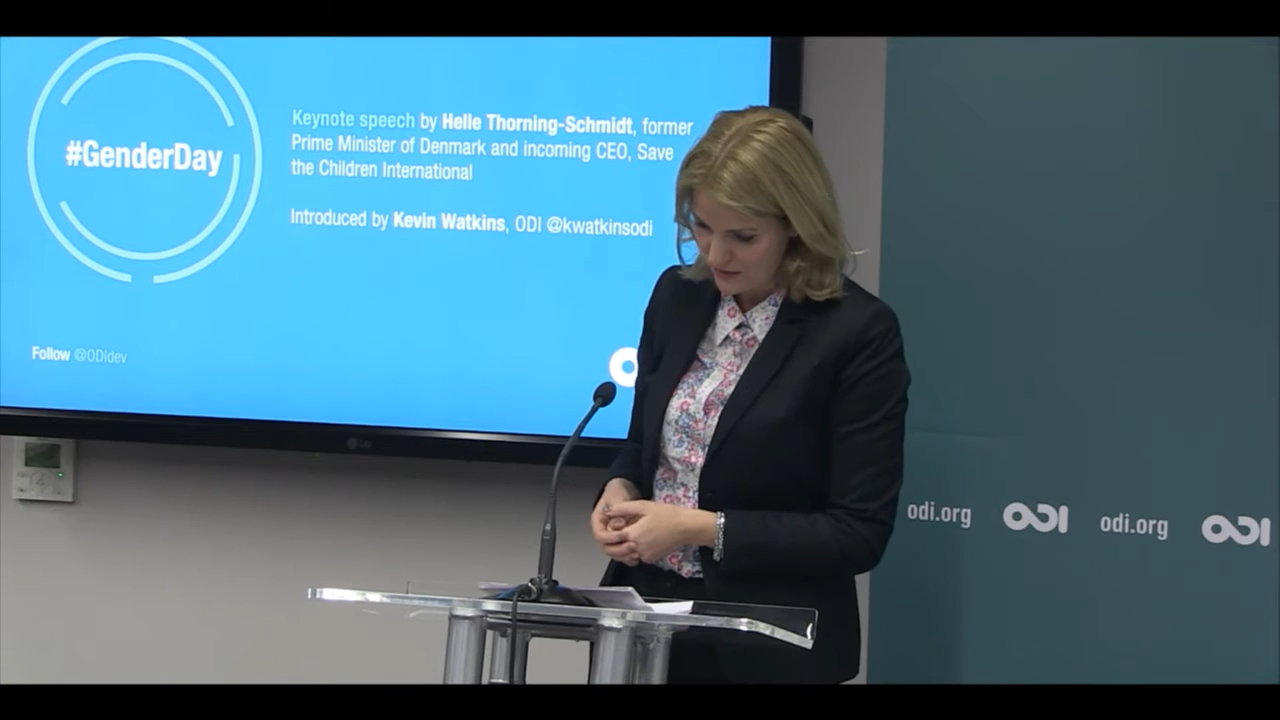 #GenderDay
Keynote speech by Helle Thorning-Schmidt, former
Prime Minister of Denmark and incoming CEO, Save
the Children International
Introduced by Kevin Watkins, ODI @kwatkinsodi
Follow @ODIdev
LG
odi.org ODI odi.org ODI